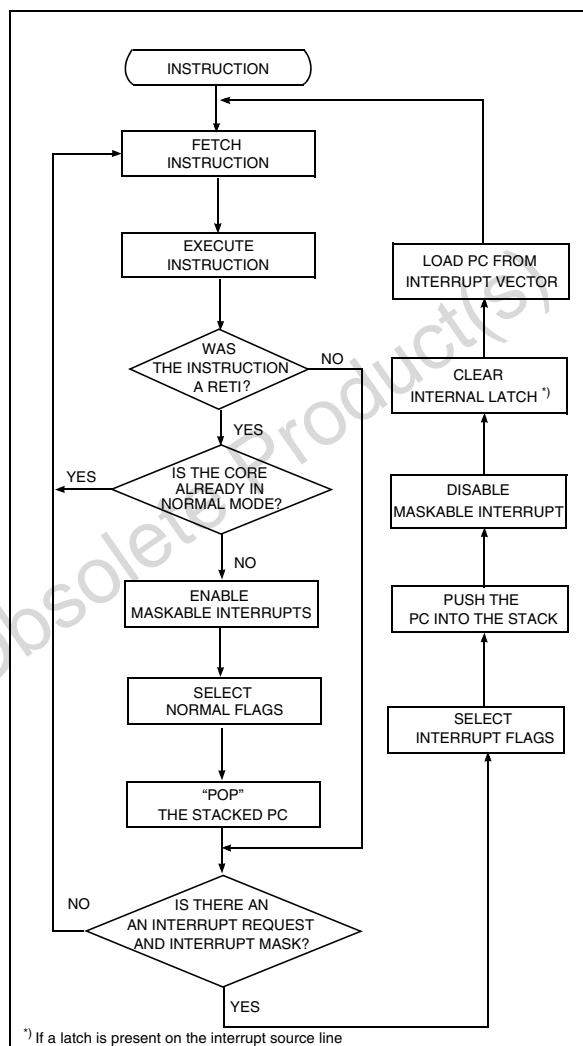 INSTRUCTION
FETCH
INSTRUCTION
EXECUTE
INSTRUCTION
WAS
THE INSTRUCTION
A RETI?
NO
YES
IS THE CORE
ALREADY IN
NORMAL MODE?
YES
NO
ENABLE
MASKABLE INTERRUPTS
SELECT
NORMAL FLAGS
“POP”
THE STACKED PC
IS THERE AN
AN INTERRUPT REQUEST
AND INTERRUPT MASK?
NO
YES
SELECT
INTERRUPT FLAGS
PUSH THE
PC INTO THE STACK
DISABLE
MASKABLE INTERRUPT
CLEAR
INTERNAL LATCH *)
LOAD PC FROM
INTERRUPT VECTOR
*) If a latch is present on the interrupt source line
Obsolete Product(s)